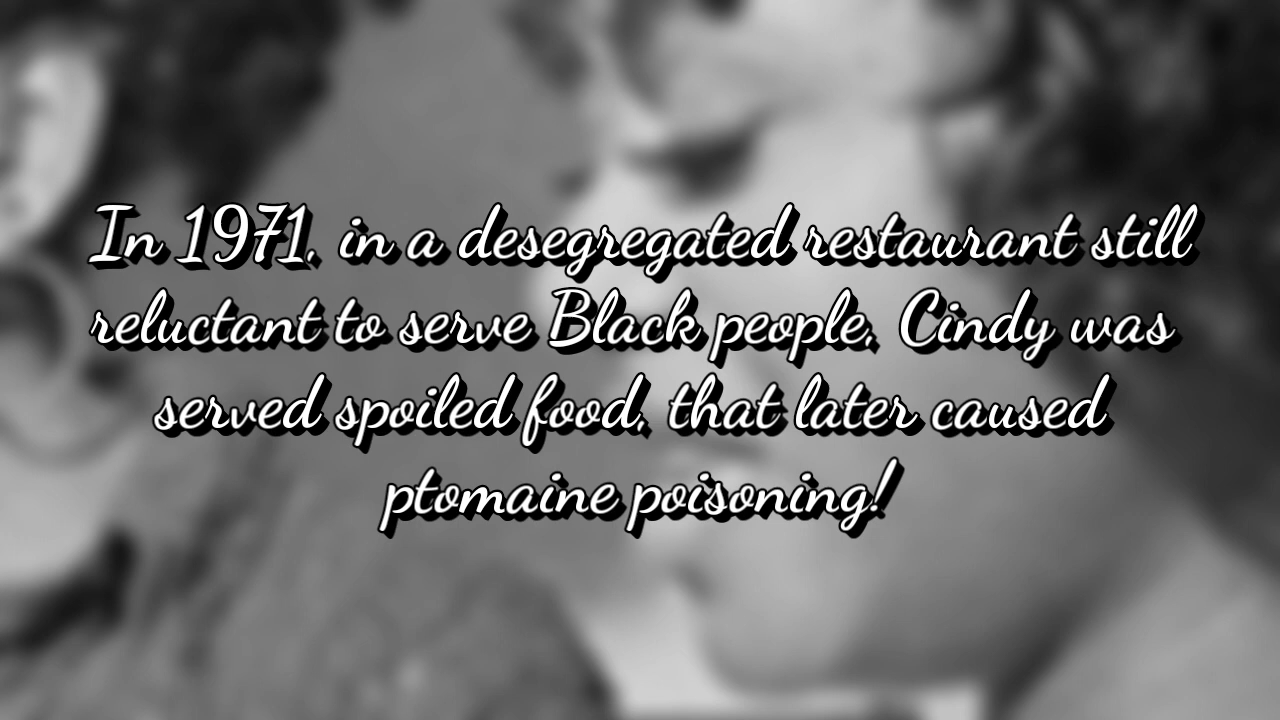 In 1971, in a desegregated restaurant still
reluctant to serve Black people, Cindy was
served spoiled food, that later caused
ptomaine poisoning!